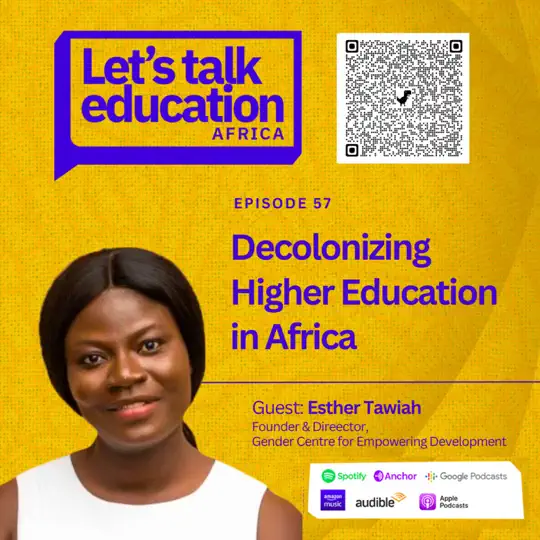 Let's talk
education
AFRICA
EPISODE 57
Decolonizing
Higher Education
in Africa
Guest: Esther Tawiah
Founder & Direector,
Gender Centre for Empowering Development
Spotify
Anchor
Google Podcasts
amazon
music
audible
Apple
Podcasts